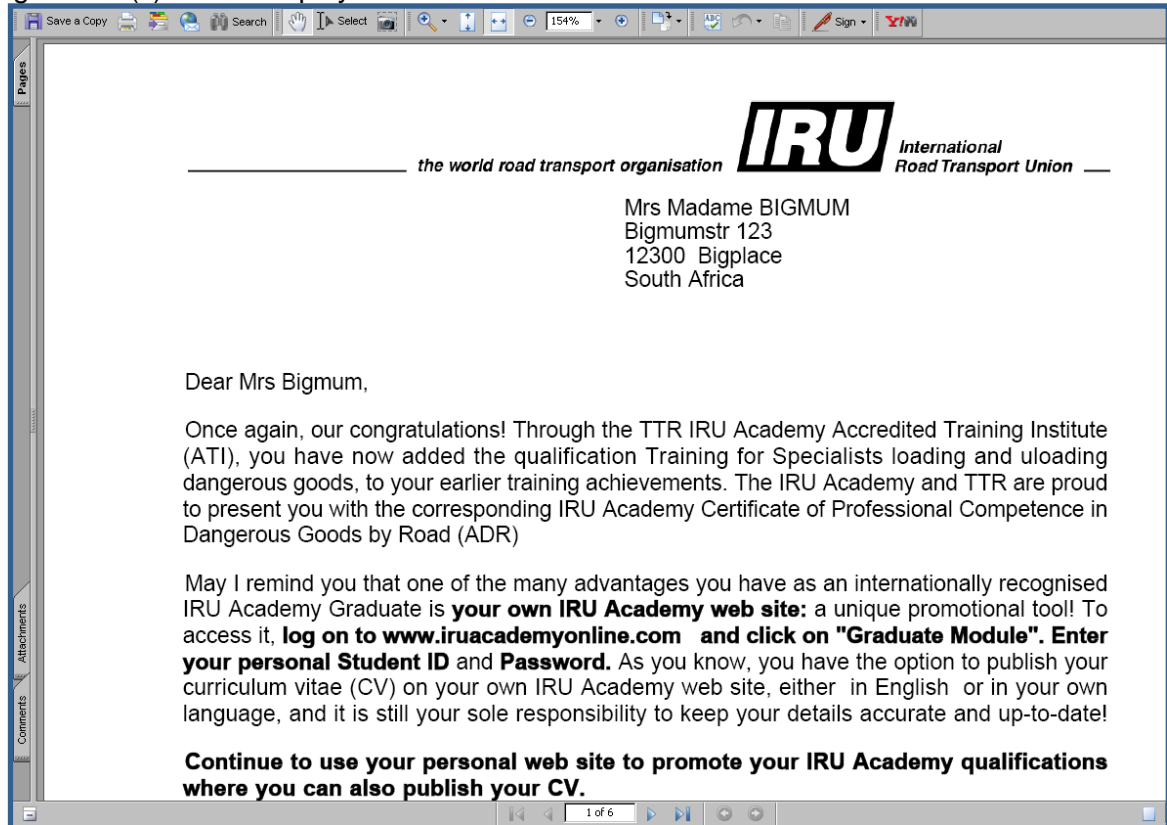 Save a Copy Search Select 154% Sign Y!
Pages
the world road transport organisation IRU International
Road Transport Union
Mrs Madame BIGMUM
Bigmumstr 123
12300 Bigplace
South Africa
Dear Mrs Bigmum,
Once again, our congratulations! Through the TTR IRU Academy Accredited Training Institute
(ATI), you have now added the qualification Training for Specialists loading and uloading
dangerous goods, to your earlier training achievements. The IRU Academy and TTR are proud
to present you with the corresponding IRU Academy Certificate of Professional Competence in
Dangerous Goods by Road (ADR)
May I remind you that one of the many advantages you have as an internationally recognised
IRU Academy Graduate is your own IRU Academy web site: a unique promotional tool! To
access it, log on to www.iruacademyonline.com and click on "Graduate Module". Enter
your personal Student ID and Password. As you know, you have the option to publish your
curriculum vitae (CV) on your own IRU Academy web site, either in English or in your own
language, and it is still your sole responsibility to keep your details accurate and up-to-date!
Attachments
Comments
Continue to use your personal web site to promote your IRU Academy qualifications
where you can also publish your CV.
1 of 6